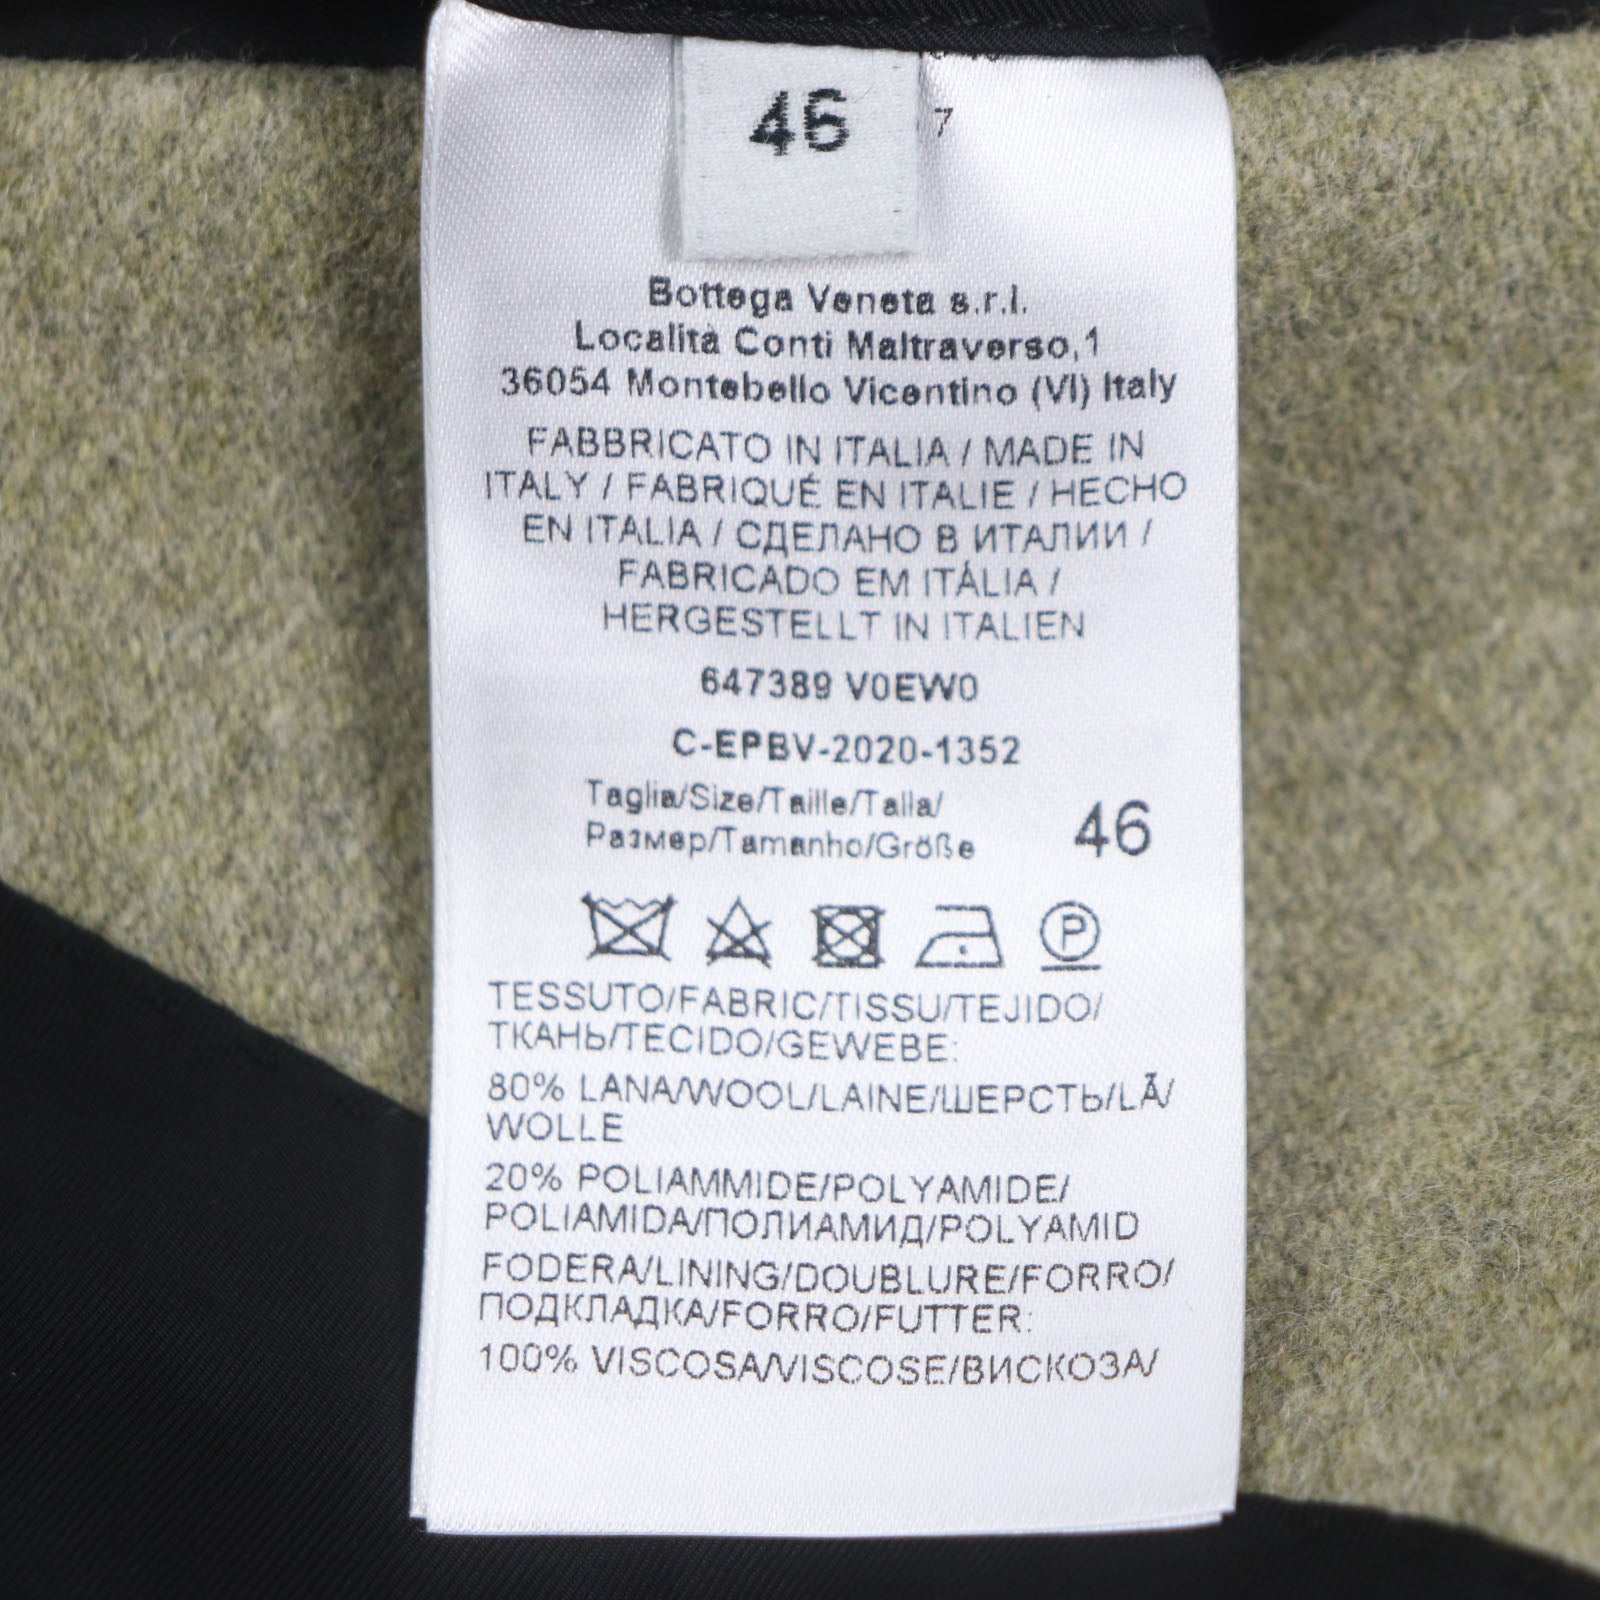 46
7
Bottega Veneta s.r.l.
Località Conti Maltraverso,1
36054 Montebello Vicentino (VI) Italy
FABBRICATO IN ITALIA / MADE IN
ITALY / FABRIQUÉ EN ITALIE / HECHO
EN ITALIA / СДЕЛАНО В ИТАЛИИ /
FABRICADO EM ITÁLIA /
HERGESTELLT IN ITALIEN
647389 V0EW0
C-EPBV-2020-1352
Taglia/Size/Taille/Talla/
Размер/Tamanho/Größe 46
P
TESSUTO/FABRIC/TISSU/TEJIDO/
ТКАНЬ/TECIDO/GEWEBE:
80% LANA/WOOL/LAINE/ШЕРСТЬ/LÃ/
WOLLE
20% POLIAMMIDE/POLYAMIDE/
POLIAMIDA/ПОЛИАМИД/POLYAMID
FODERA/LINING/DOUBLURE/FORRO/
ПОДКЛАДКА/FORRO/FUTTER:
100% VISCOSA/VISCOSE/ВИСКОЗА/